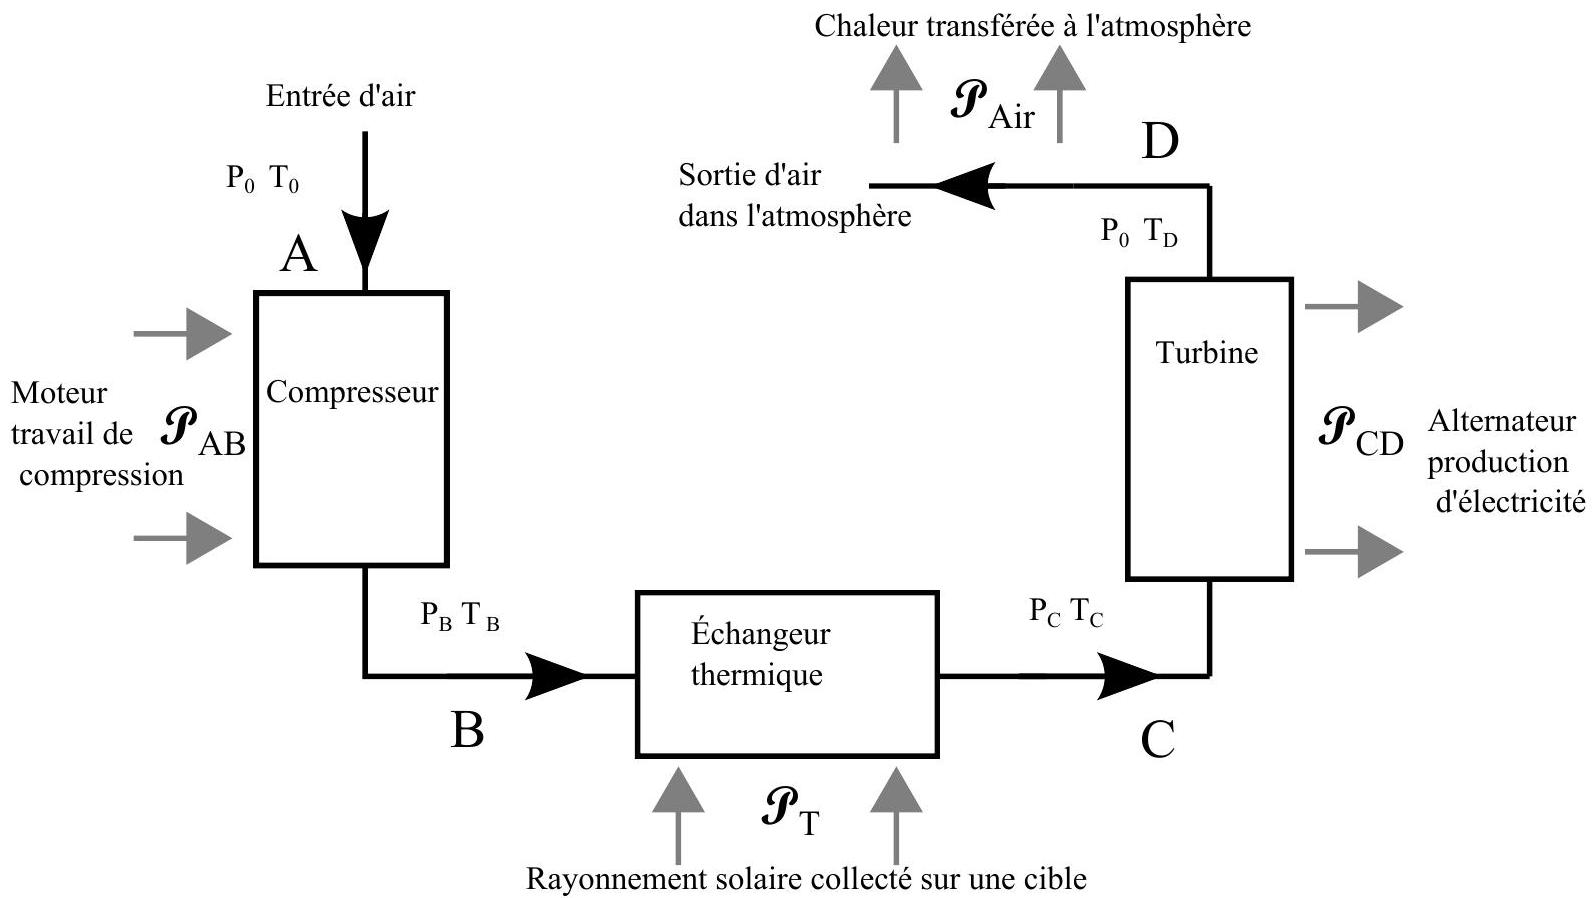 Chaleur transférée à l'atmosphère
𝒫Air
Entrée d'air
P0 T0
A
D
Sortie d'air
dans l'atmosphère
P0 TD
Moteur
travail de
compression
𝒫AB
Compresseur
Turbine
𝒫CD
Alternateur
production
d'électricité
PB TB
B
Échangeur
thermique
PC TC
C
𝒫T
Rayonnement solaire collecté sur une cible